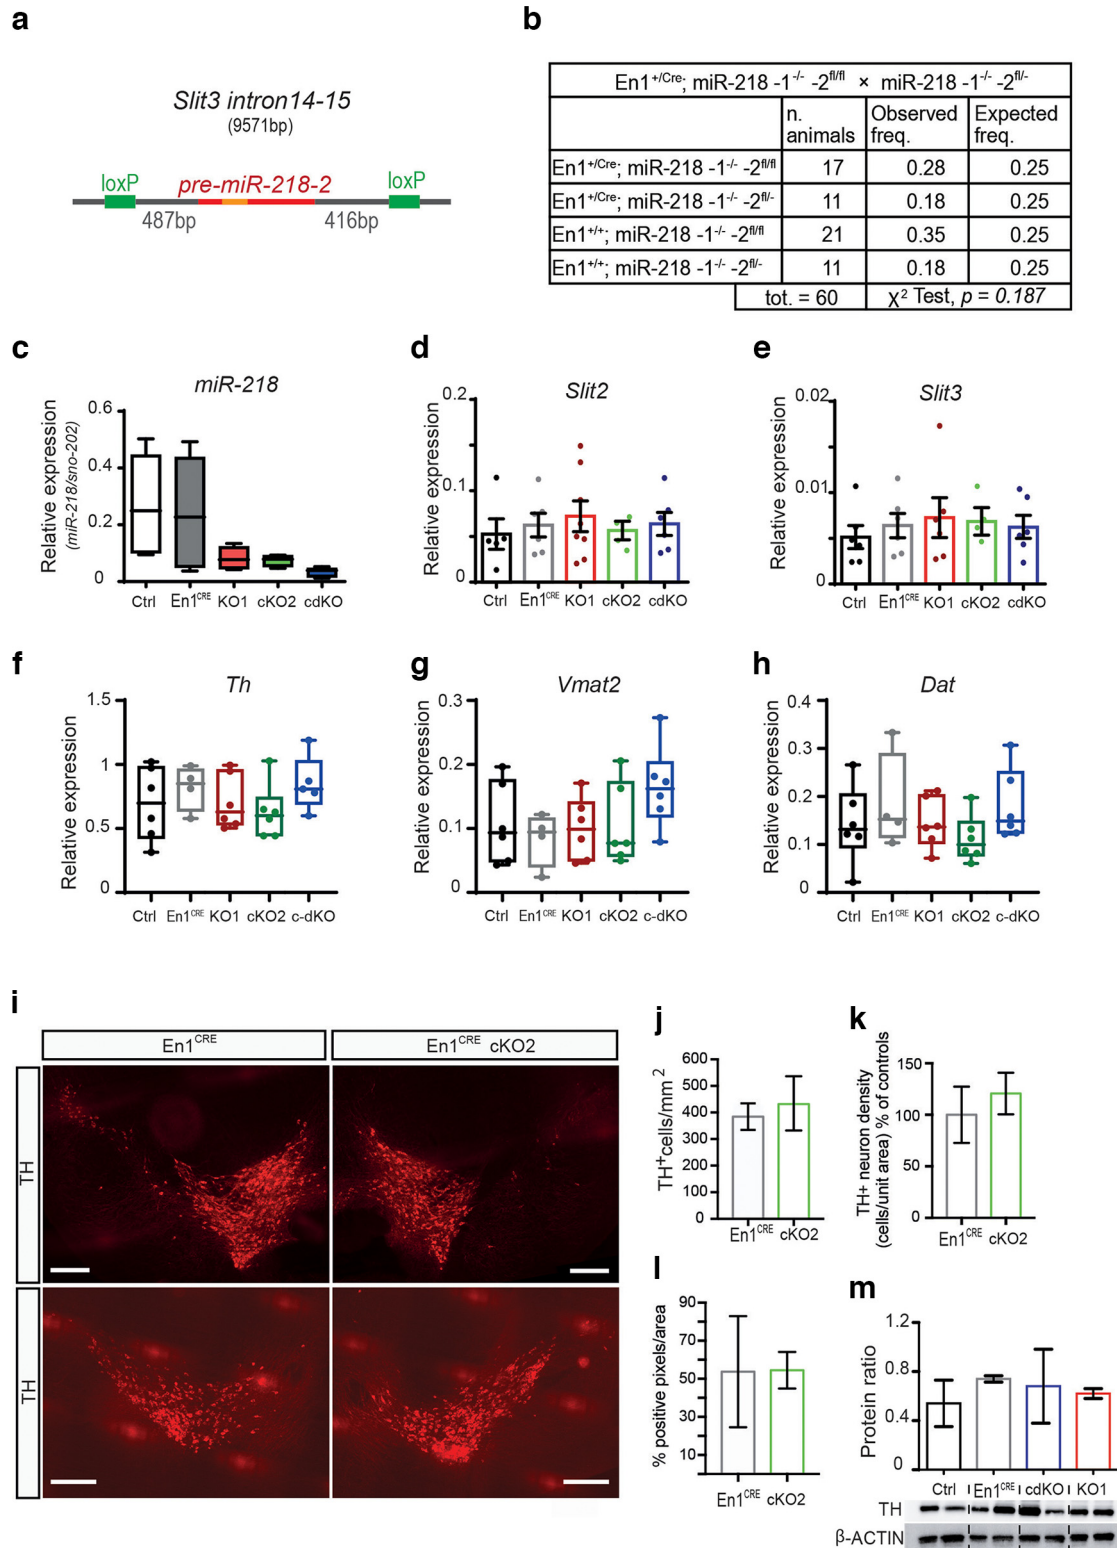 a
Slit3 intron14-15
(9571bp)
loxP
pre-miR-218-2
loxP
487bp
416bp
b
En1+/Cre; miR-218 -1-/- -2fl/fl × miR-218 -1-/- -2fl/-
n. animals
Observed freq.
Expected freq.
En1+/Cre; miR-218 -1-/- -2fl/fl 17 0.28 0.25
En1+/Cre; miR-218 -1-/- -2fl/- 11 0.18 0.25
En1+/+; miR-218 -1-/- -2fl/fl 21 0.35 0.25
En1+/+; miR-218 -1-/- -2fl/- 11 0.18 0.25
tot. = 60 χ2 Test, p = 0.187
c
miR-218
Relative expression
(miR-218/sno-202)
0.6
0.4
0.2
0
Ctrl En1CRE KO1 cKO2 cdKO
d
Slit2
Relative expression
0.2
0.1
0
Ctrl En1CRE KO1 cKO2 cdKO
e
Slit3
Relative expression
0.02
0.01
0
Ctrl En1CRE KO1 cKO2 cdKO
f
Th
Relative expression
1.5
1
0.5
0
Ctrl En1CRE KO1 cKO2 c-dKO
g
Vmat2
Relative expression
0.3
0.2
0.1
0
Ctrl En1CRE KO1 cKO2 c-dKO
h
Dat
Relative expression
0.4
0.3
0.2
0.1
0
Ctrl En1CRE KO1 cKO2 c-dKO
i
En1CRE
En1CRE cKO2
TH
TH
j
TH+cells/mm2
600
500
400
300
200
100
0
En1CRE cKO2
k
TH+ neuron density
(cells/unit area) % of controls
150
100
50
0
En1CRE cKO2
l
% positive pixels/area
90
70
50
30
10
En1CRE cKO2
m
Protein ratio
1.2
0.8
0.4
0
Ctrl En1CRE cdKO KO1
TH
β-ACTIN